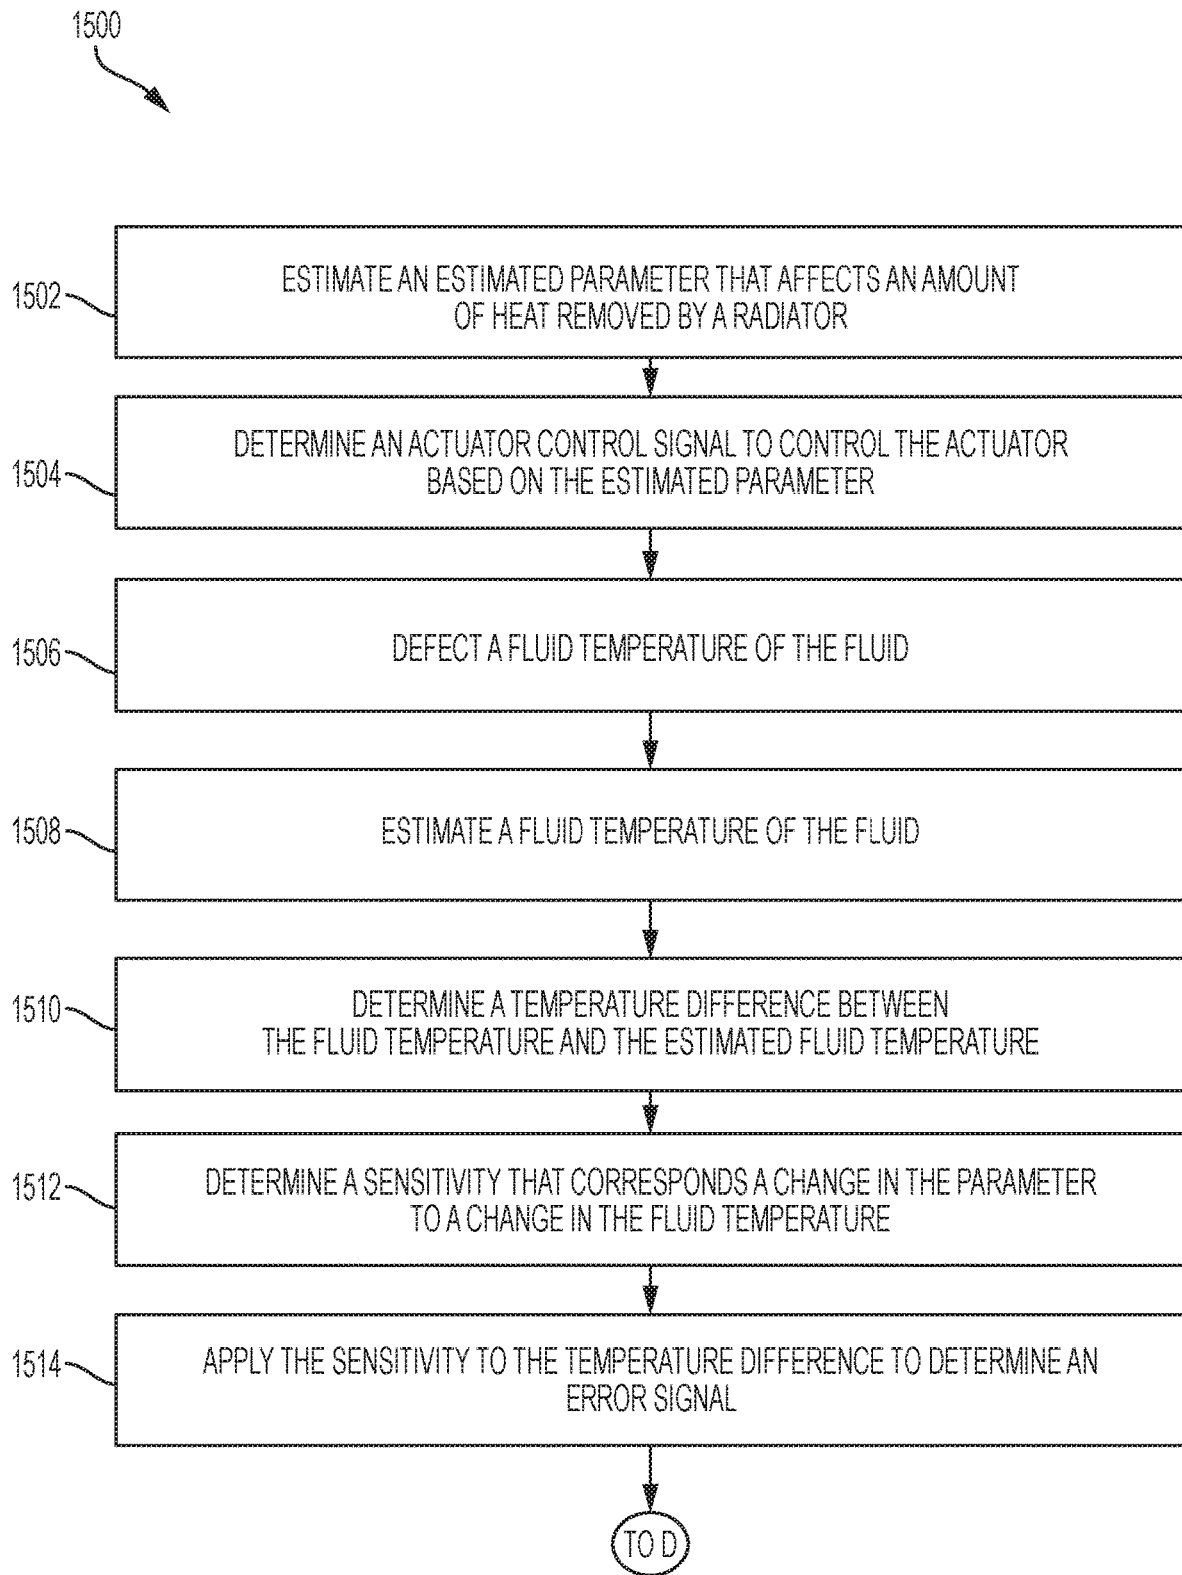 1500
1502
ESTIMATE AN ESTIMATED PARAMETER THAT AFFECTS AN AMOUNT
OF HEAT REMOVED BY A RADIATOR
1504
DETERMINE AN ACTUATOR CONTROL SIGNAL TO CONTROL THE ACTUATOR
BASED ON THE ESTIMATED PARAMETER
1506
DEFECT A FLUID TEMPERATURE OF THE FLUID
1508
ESTIMATE A FLUID TEMPERATURE OF THE FLUID
1510
DETERMINE A TEMPERATURE DIFFERENCE BETWEEN
THE FLUID TEMPERATURE AND THE ESTIMATED FLUID TEMPERATURE
1512
DETERMINE A SENSITIVITY THAT CORRESPONDS A CHANGE IN THE PARAMETER
TO A CHANGE IN THE FLUID TEMPERATURE
1514
APPLY THE SENSITIVITY TO THE TEMPERATURE DIFFERENCE TO DETERMINE AN
ERROR SIGNAL
TO D